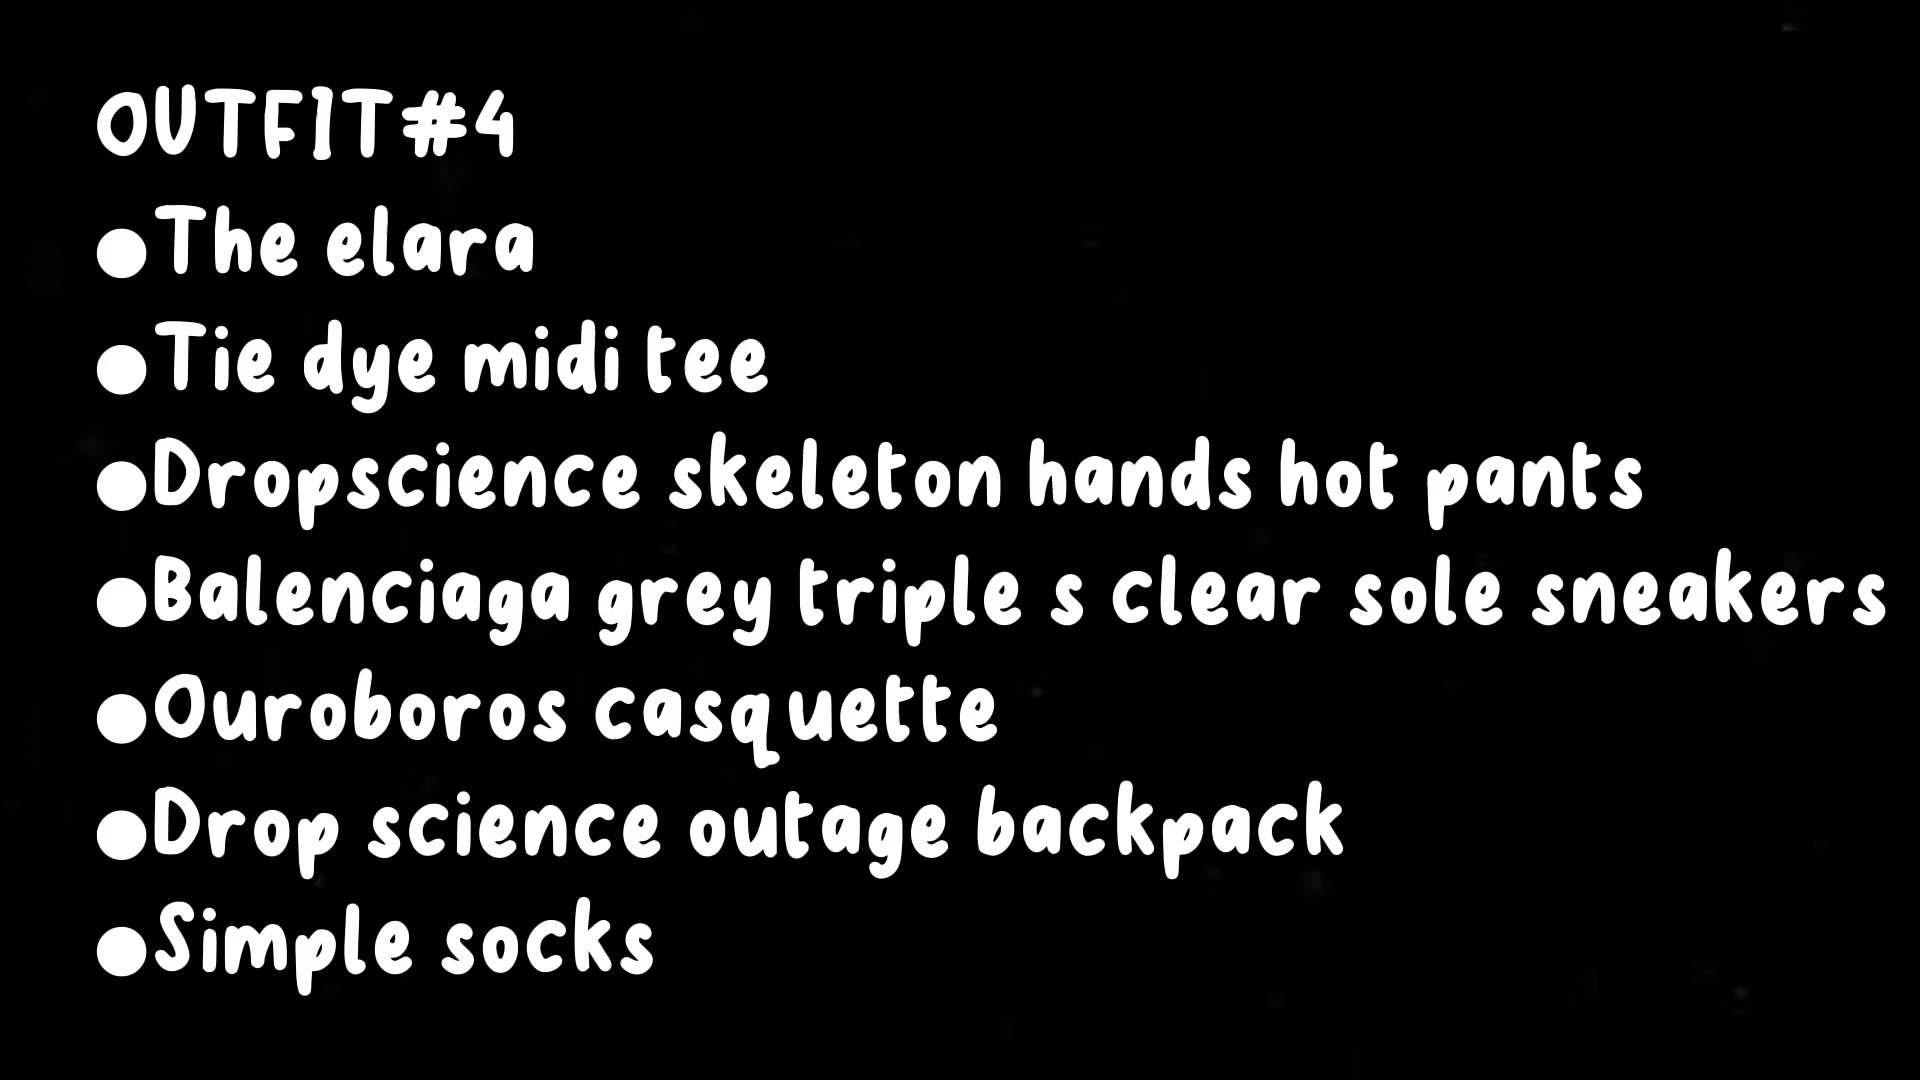 OUTFIT#4
●The elara
●Tie dye midi tee
●Dropscience skeleton hands hot pants
●Balenciaga grey triple s clear sole sneakers
●Ouroboros casquette
●Drop science outage backpack
●Simple socks